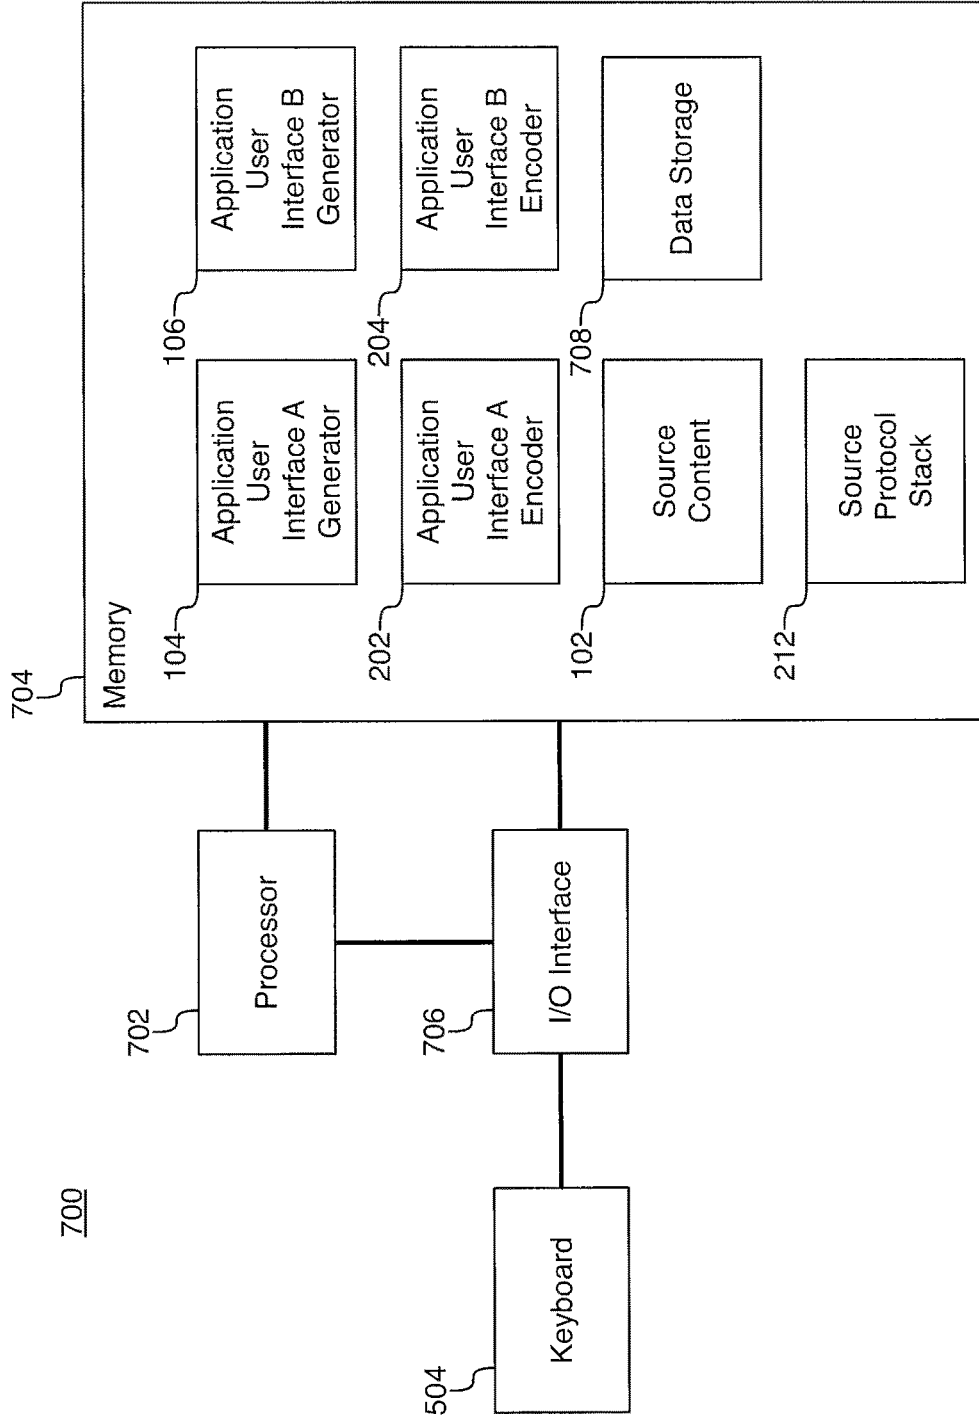 700
704
Memory
702
Processor
104
Application
User
Interface A
Generator
106
Application
User
Interface B
Generator
202
Application
User
Interface A
Encoder
204
Application
User
Interface B
Encoder
504
Keyboard
706
I/O Interface
102
Source
Content
708
Data Storage
212
Source
Protocol
Stack